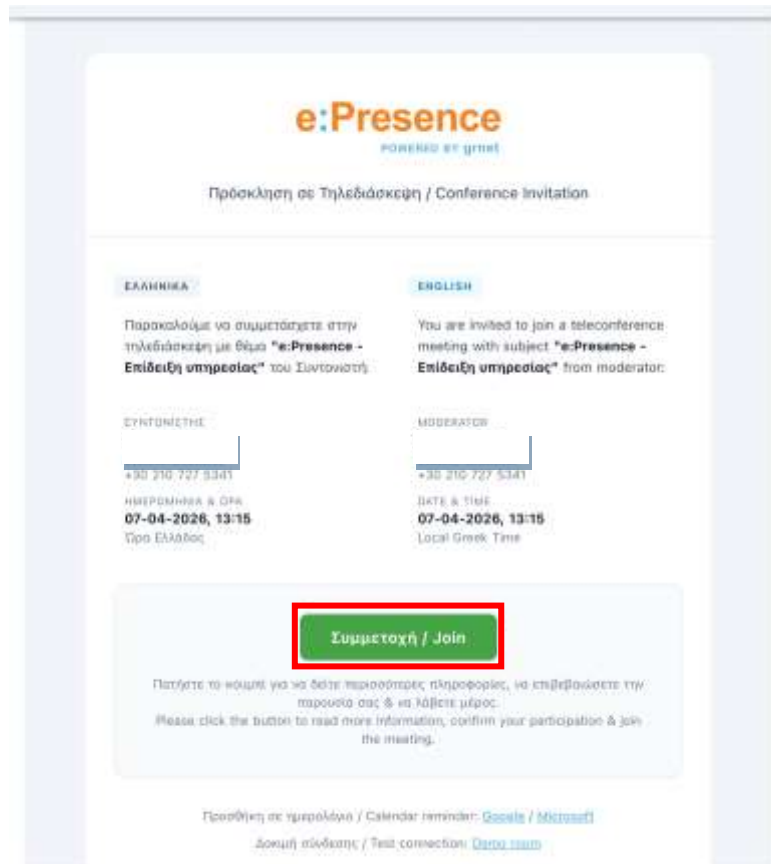 e:Presence
POWERED BY grnet
Πρόσκληση σε Τηλεδιάσκεψη / Conference Invitation
ΕΛΛΗΝΙΚΑ
Παρακαλούμε να συμμετάσχετε στην
τηλεδιάσκεψη με θέμα "e:Presence -
Επίδειξη υπηρεσίας" του Συντονιστή
ΣΥΝΤΟΝΙΣΤΗΣ
+30 210 727 5341
ΗΜΕΡΟΜΗΝΙΑ & ΩΡΑ
07-04-2026, 13:15
Ώρα Ελλάδος
ENGLISH
You are invited to join a teleconference
meeting with subject "e:Presence -
Επίδειξη υπηρεσίας" from moderator:
MODERATOR
+30 210 727 5341
DATE & TIME
07-04-2026, 13:15
Local Greek Time
Συμμετοχή / Join
Πατήστε το κουμπί για να δείτε περισσότερες πληροφορίες, να επιβεβαιώσετε την
παρουσία σας & να λάβετε μέρος.
Please click the button to read more information, confirm your participation & join
the meeting.
Προσθήκη σε ημερολόγιο / Calendar reminder: Google / Microsoft
Δοκιμή σύνδεσης / Test connection: Demo room